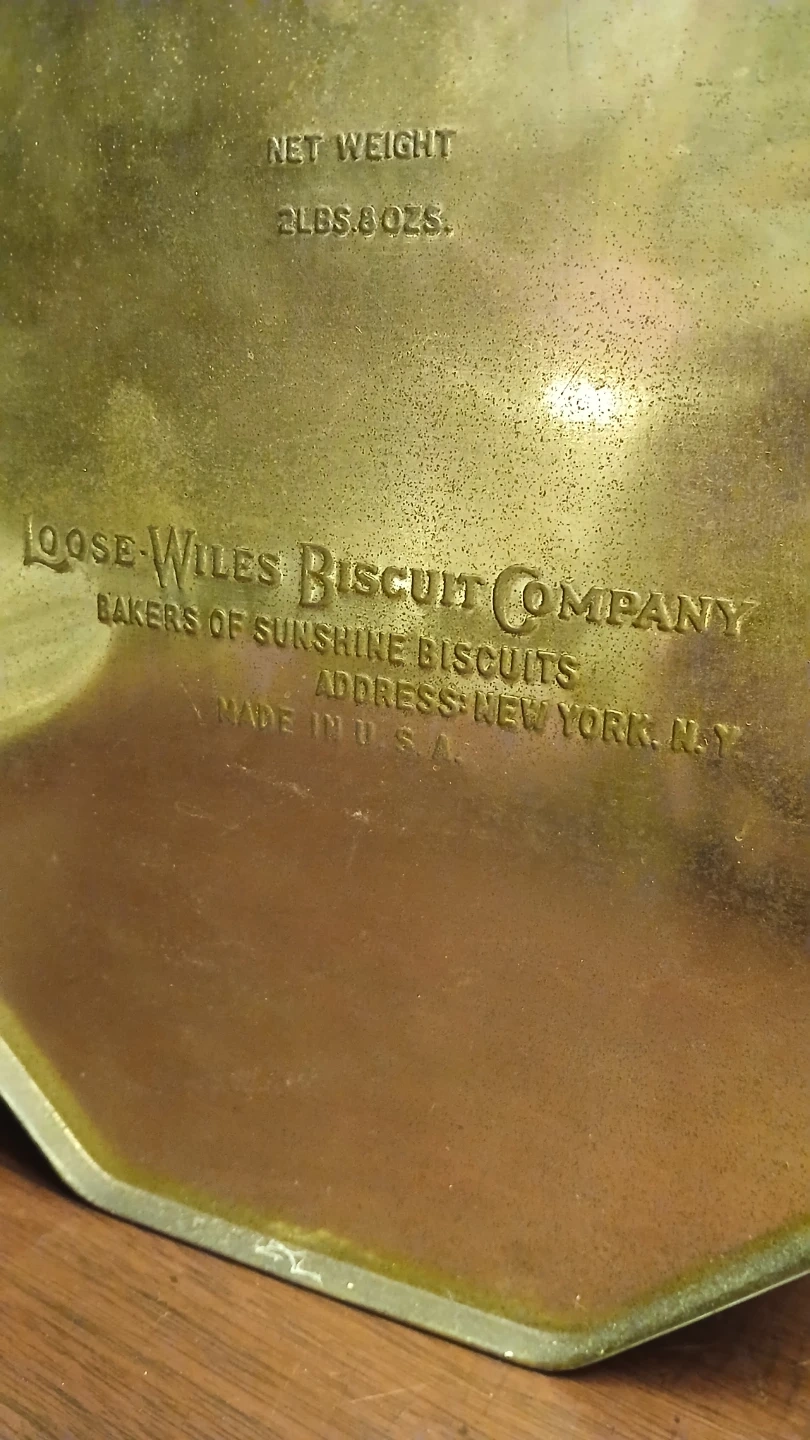 NET WEIGHT
2LBS.8OZS.
LOOSE-WILES BISCUIT COMPANY
BAKERS OF SUNSHINE BISCUITS
ADDRESS: NEW YORK. N.Y.
MADE IN U.S.A.